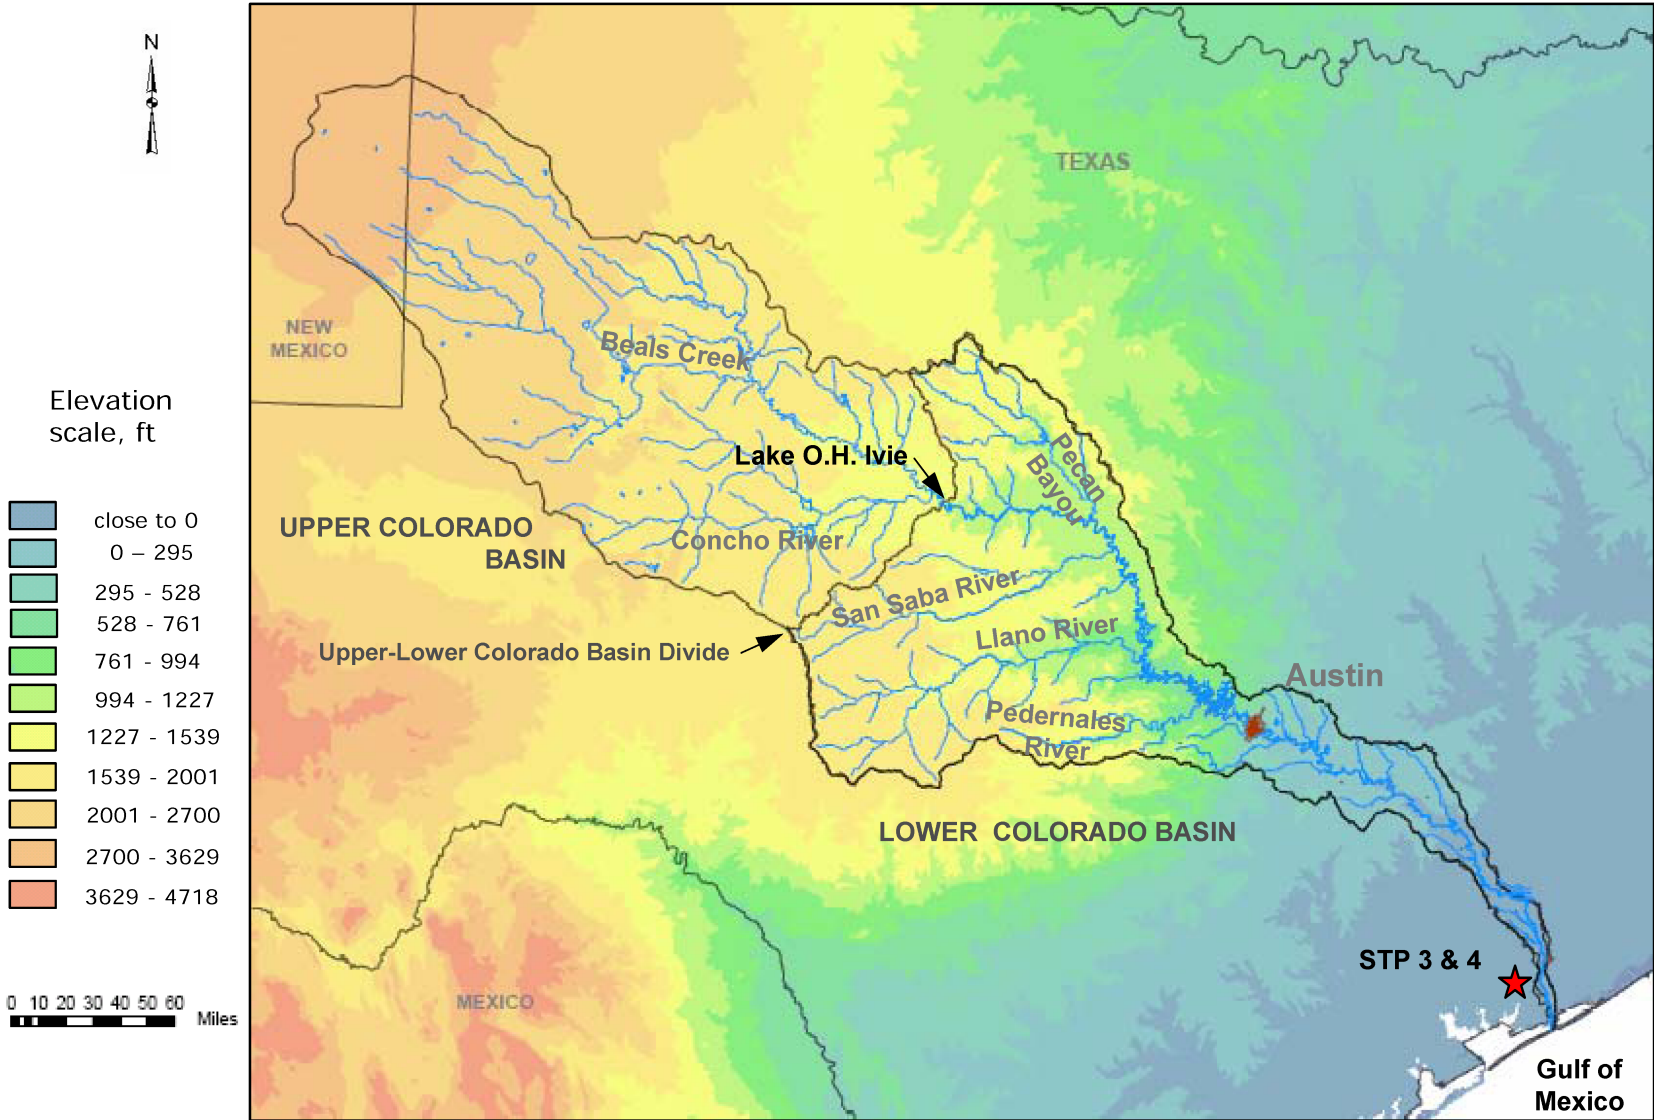 N
TEXAS
NEW
MEXICO
Beals Creek
Elevation
scale, ft
Lake O.H. Ivie
Pecan
Bayou
close to 0
0 – 295
295 - 528
528 - 761
761 - 994
994 - 1227
1227 - 1539
1539 - 2001
2001 - 2700
2700 - 3629
3629 - 4718
UPPER COLORADO
BASIN
Concho River
San Saba River
Llano River
Upper-Lower Colorado Basin Divide
Austin
Pedernales
River
LOWER COLORADO BASIN
STP 3 & 4
MEXICO
0 10 20 30 40 50 60
Miles
Gulf of
Mexico